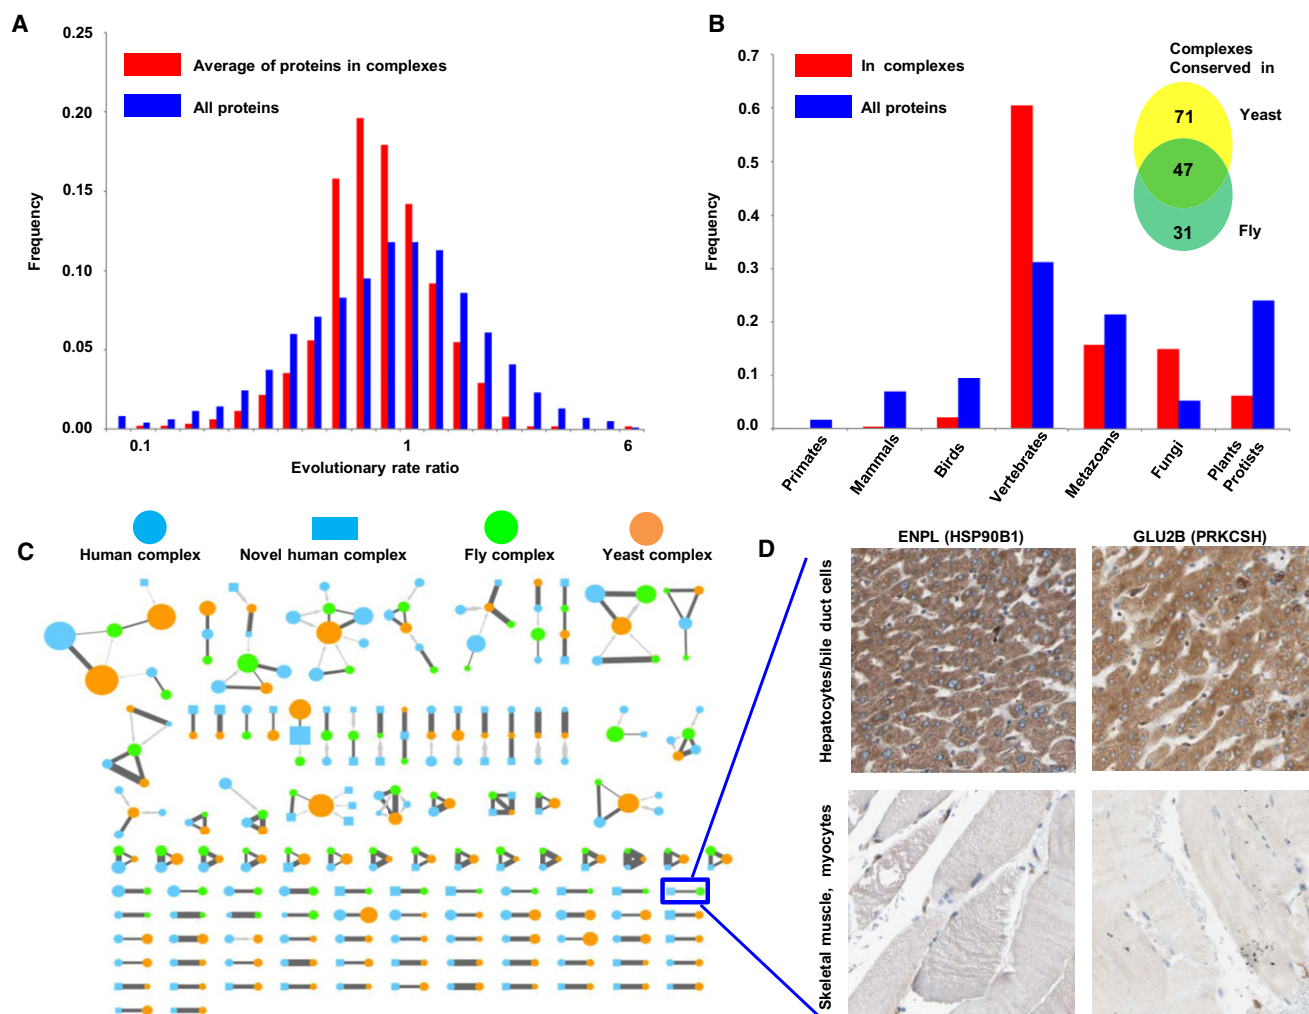 A
0.25
0.20
0.15
0.10
0.05
0.00
Frequency
Average of proteins in complexes
All proteins
0.1
1
6
Evolutionary rate ratio
B
0.7
0.6
0.5
0.4
0.3
0.2
0.1
0.0
Frequency
In complexes
All proteins
Complexes
Conserved in
71
Yeast
47
31
Fly
Primates
Mammals
Birds
Vertebrates
Metazoans
Fungi
Plants
Protists
C
Human complex
Novel human complex
Fly complex
Yeast complex
D
ENPL (HSP90B1)
GLU2B (PRKCSH)
Hepatocytes/bile duct cells
Skeletal muscle, myocytes